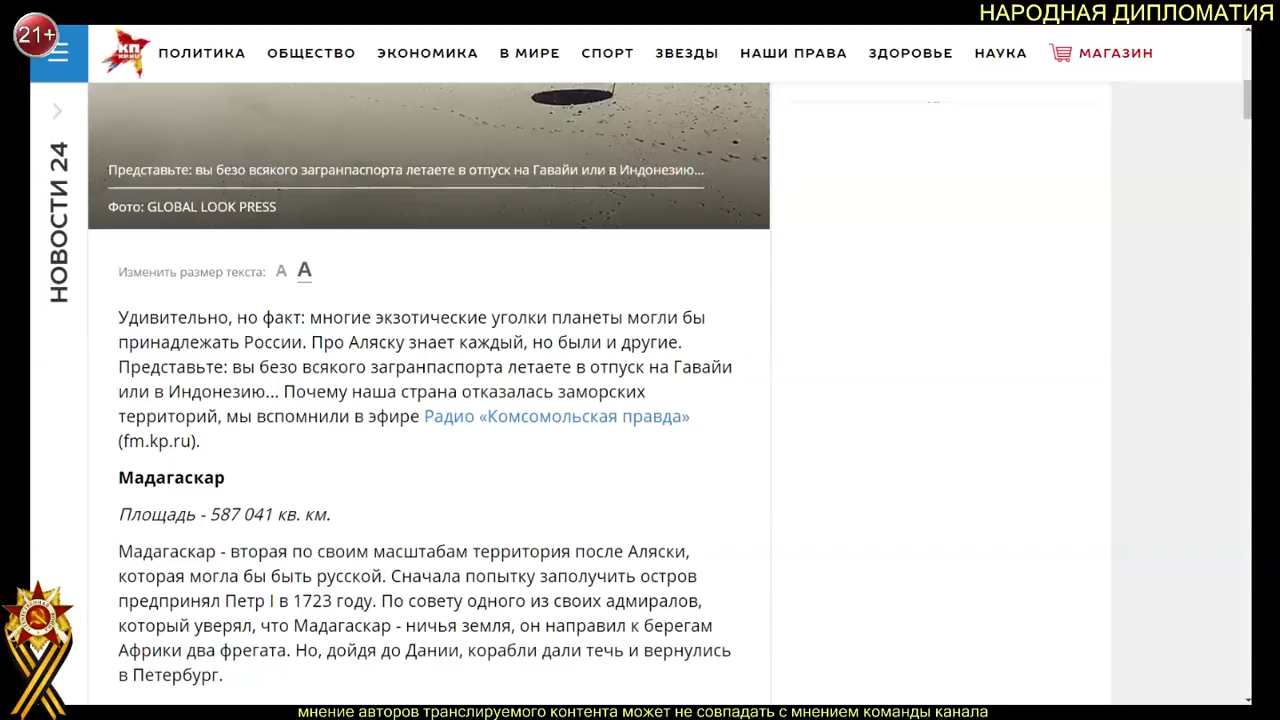 НАРОДНАЯ ДИПЛОМАТИЯ
21+
КП
KP.RU
ПОЛИТИКА ОБЩЕСТВО ЭКОНОМИКА В МИРЕ СПОРТ ЗВЕЗДЫ НАШИ ПРАВА ЗДОРОВЬЕ НАУКА МАГАЗИН
НОВОСТИ 24
Представьте: вы безо всякого загранпаспорта летаете в отпуск на Гавайи или в Индонезию...
Фото: GLOBAL LOOK PRESS
Изменить размер текста: A A
Удивительно, но факт: многие экзотические уголки планеты могли бы
принадлежать России. Про Аляску знает каждый, но были и другие.
Представьте: вы безо всякого загранпаспорта летаете в отпуск на Гавайи
или в Индонезию... Почему наша страна отказалась заморских
территорий, мы вспомнили в эфире Радио «Комсомольская правда»
(fm.kp.ru).
Мадагаскар
Площадь - 587 041 кв. км.
Мадагаскар - вторая по своим масштабам территория после Аляски,
которая могла бы быть русской. Сначала попытку заполучить остров
предпринял Петр I в 1723 году. По совету одного из своих адмиралов,
который уверял, что Мадагаскар - ничья земля, он направил к берегам
Африки два фрегата. Но, дойдя до Дании, корабли дали течь и вернулись
в Петербург.
мнение авторов транслируемого контента может не совпадать с мнением команды канала